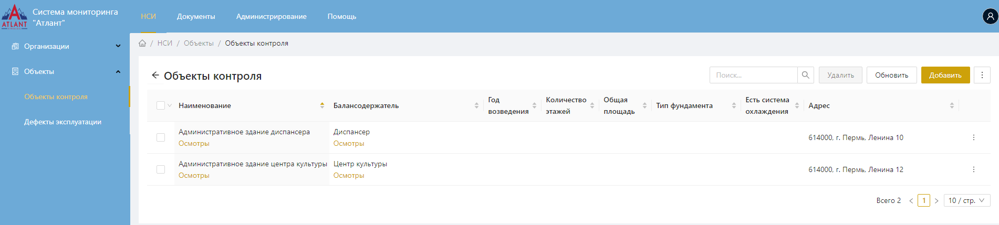 Система мониторинга
"Атлант"
ATLANT
НСИ
Документы
Администрирование
Помощь
Организации
Объекты
Объекты контроля
Дефекты эксплуатации
/ НСИ / Объекты / Объекты контроля
Объекты контроля
Поиск...
Удалить
Обновить
Добавить
Наименование
Балансодержатель
Год
возведения
Количество
этажей
Общая
площадь
Тип фундамента
Есть система
охлаждения
Адрес
Административное здание диспансера
Осмотры
Диспансер
Осмотры
614000, г. Пермь, Ленина 10
Административное здание центра культуры
Осмотры
Центр культуры
Осмотры
614000, г. Пермь, Ленина 12
Всего 2 < 1 > 10 / стр.